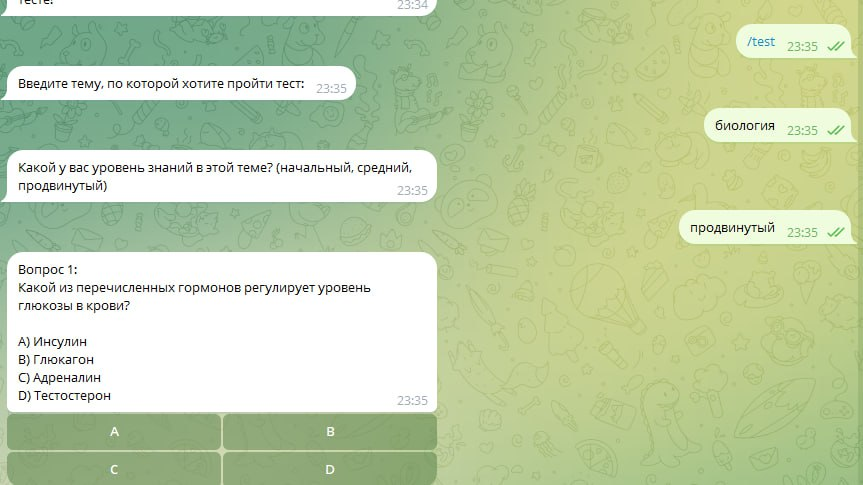 тесте!
23:34
/test 23:35
Введите тему, по которой хотите пройти тест: 23:35
биология 23:35
Какой у вас уровень знаний в этой теме? (начальный, средний,
продвинутый) 23:35
продвинутый 23:35
Вопрос 1:
Какой из перечисленных гормонов регулирует уровень
глюкозы в крови?
A) Инсулин
B) Глюкагон
C) Адреналин
D) Тестостерон 23:35
A B
C D